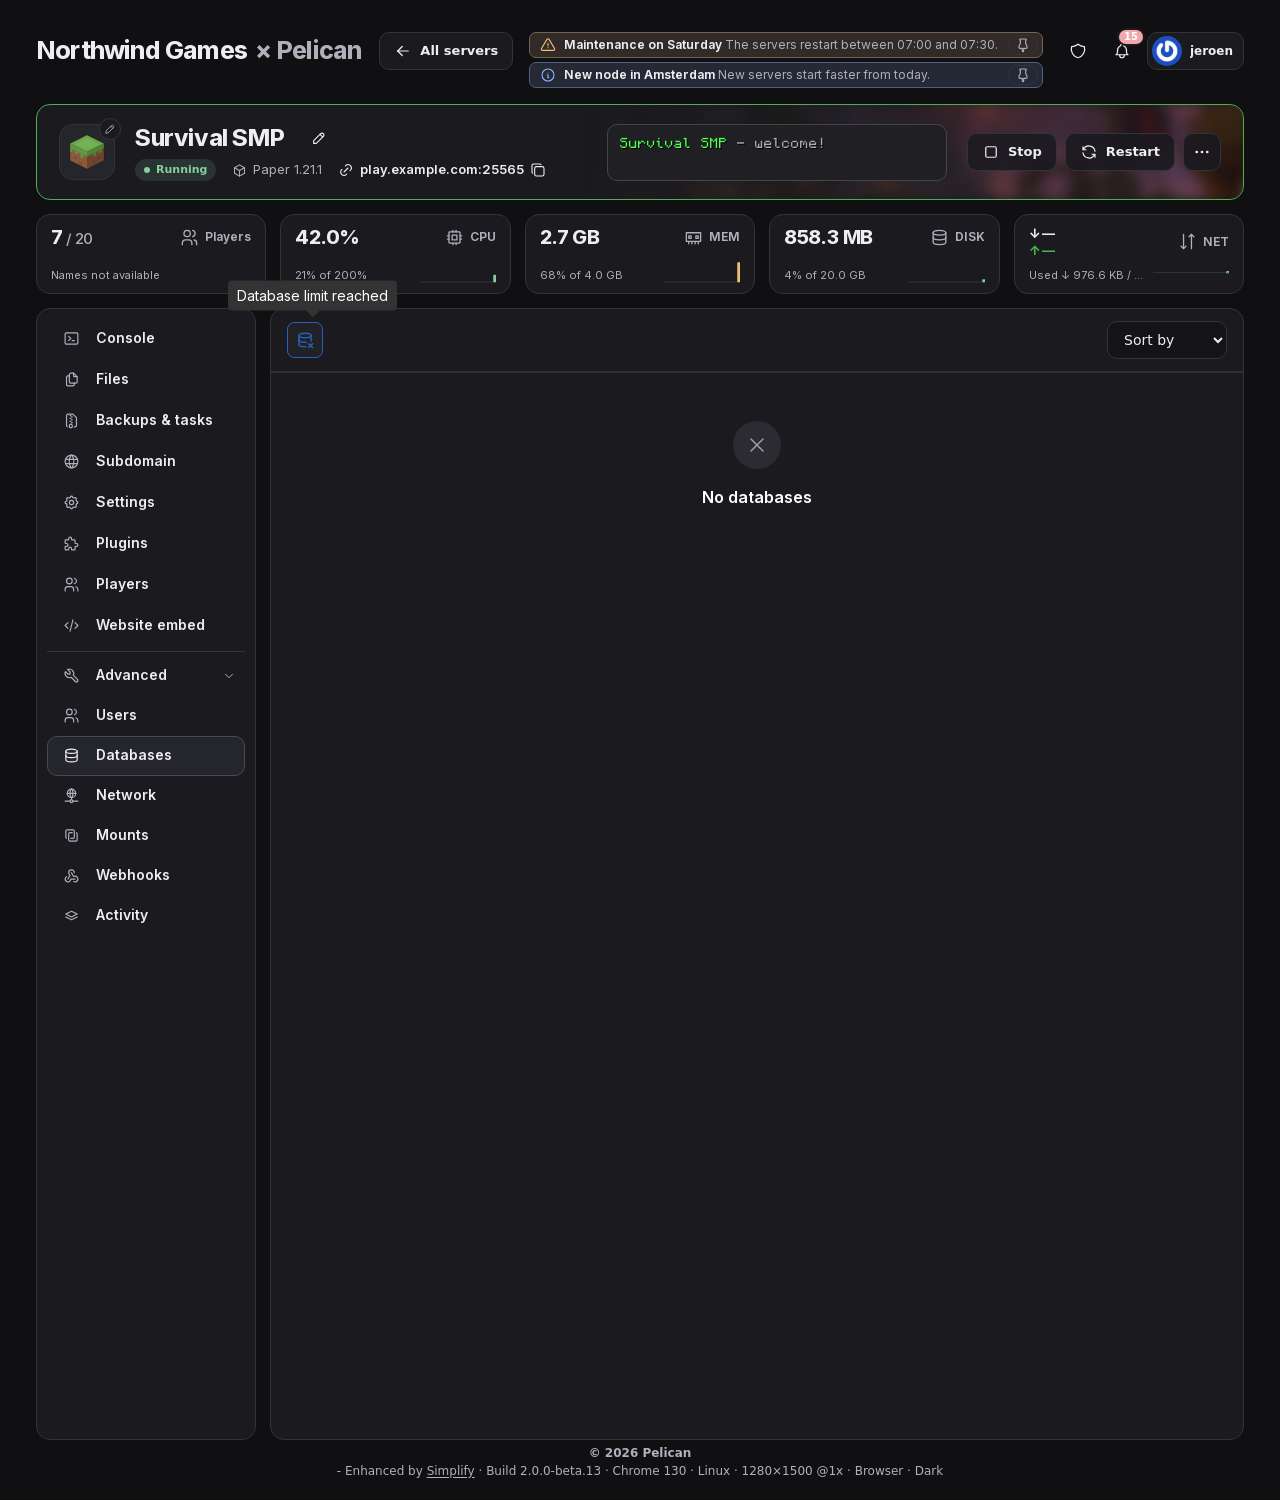 Northwind Games × Pelican
All servers
Maintenance on Saturday The servers restart between 07:00 and 07:30.
New node in Amsterdam New servers start faster from today.
15
jeroen
Survival SMP
Running
Paper 1.21.1
play.example.com:25565
Survival SMP - welcome!
Stop
Restart
7 / 20
Players
Names not available
42.0%
CPU
21% of 200%
2.7 GB
MEM
68% of 4.0 GB
858.3 MB
DISK
4% of 20.0 GB
↓—
↑—
NET
Used ↓ 976.6 KB / ...
Database limit reached
Sort by
Console
Files
Backups & tasks
Subdomain
Settings
Plugins
Players
Website embed
Advanced
Users
Databases
Network
Mounts
Webhooks
Activity
No databases
© 2026 Pelican
- Enhanced by Simplify · Build 2.0.0-beta.13 · Chrome 130 · Linux · 1280×1500 @1x · Browser · Dark